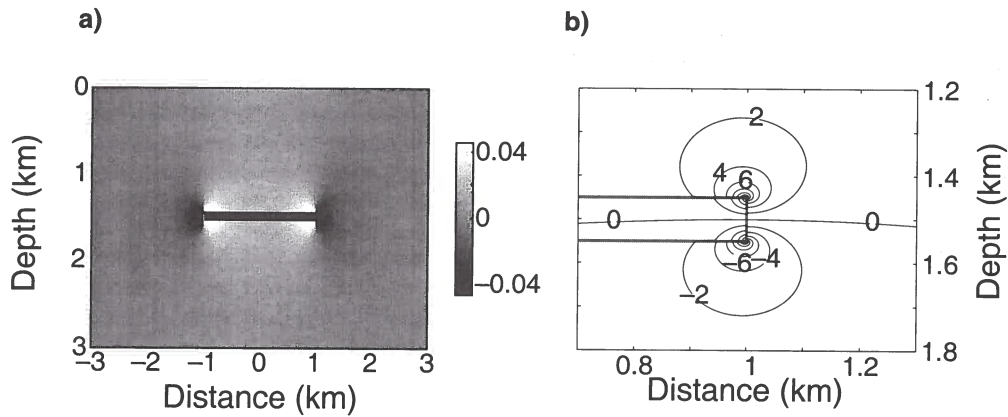 a)
0
1
2
3
Depth (km)
−3 −2 −1 0 1 2 3
Distance (km)
0.04
0
−0.04
b)
2
4
6
0 0
−6 −4
−2
1.2
1.4
1.6
1.8
Depth (km)
0.8 1 1.2
Distance (km)